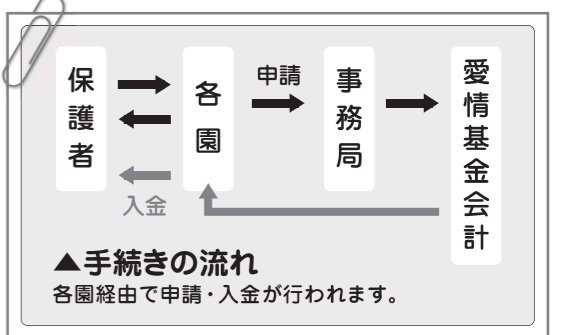 保護者
各園
申請
事務局
愛情基金会計
入金
▲手続きの流れ
各園経由で申請・入金が行われます。